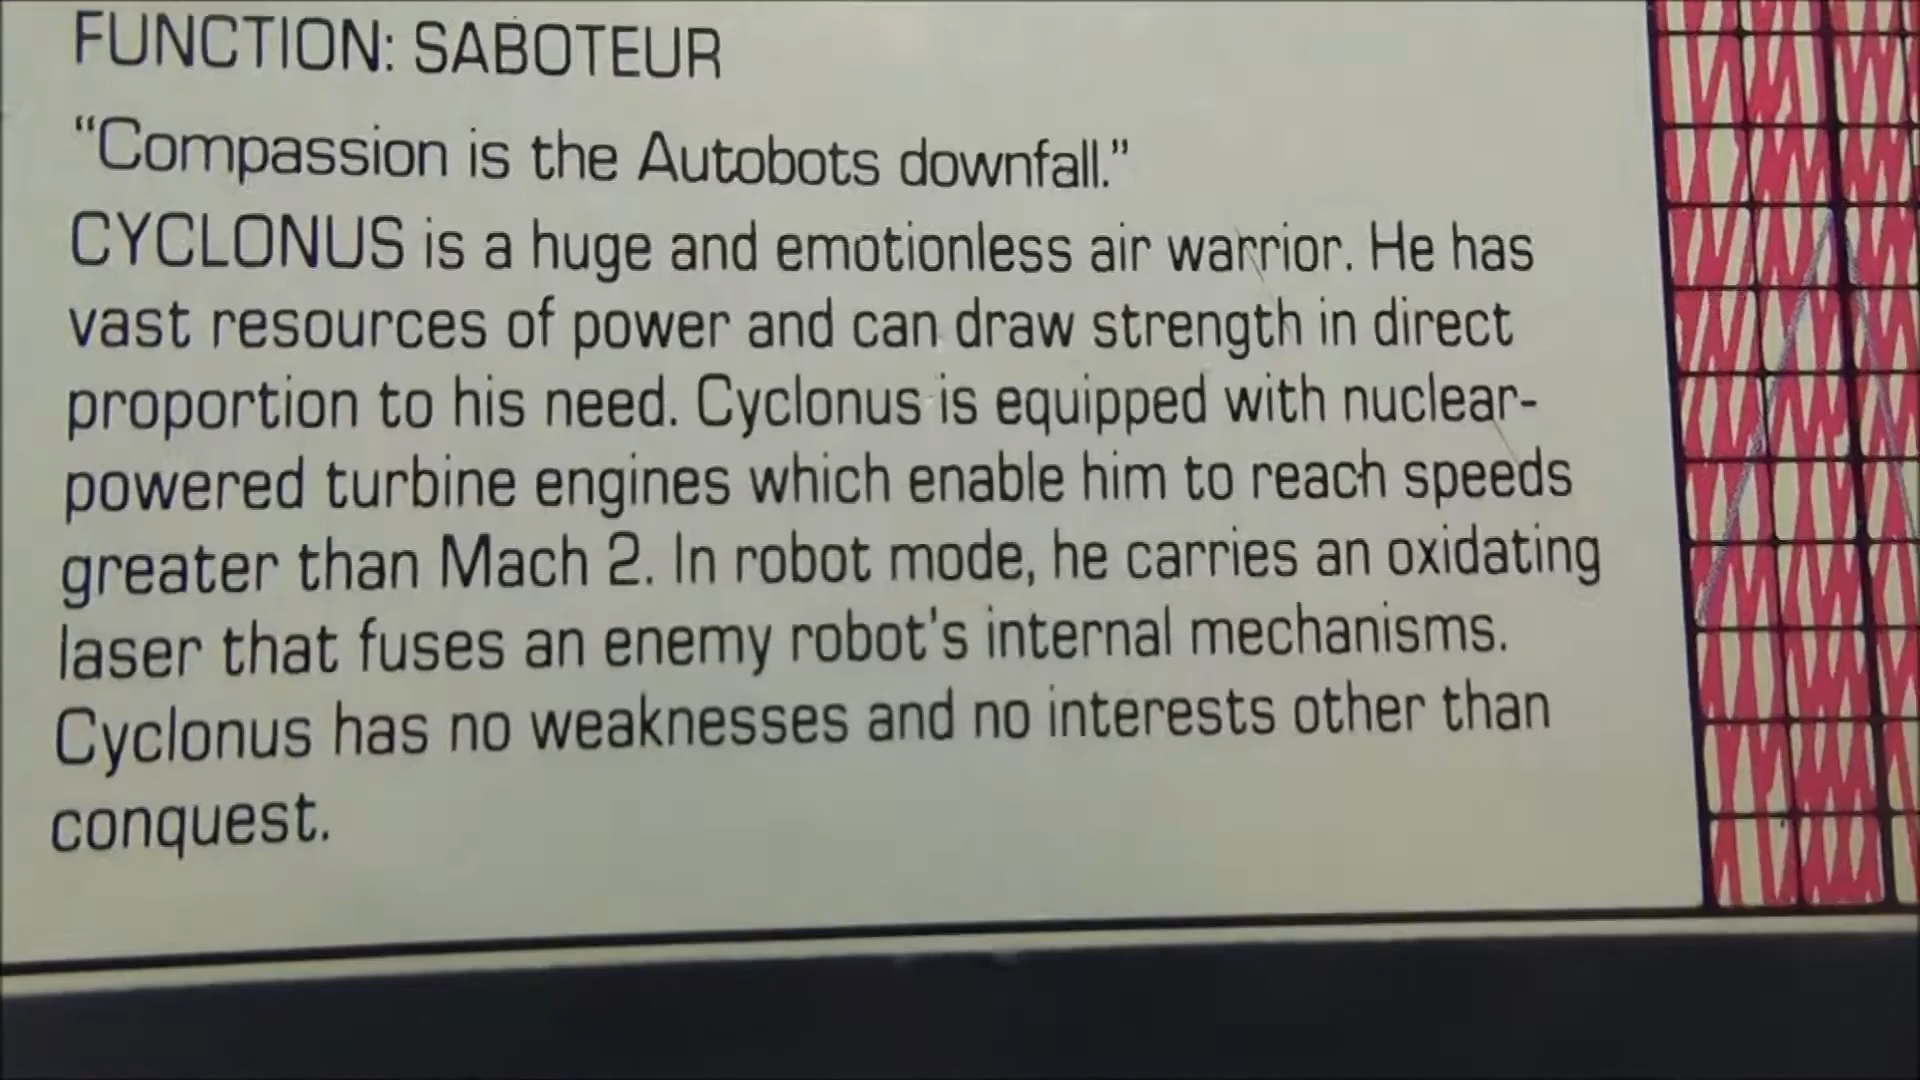 FUNCTION: SABOTEUR
“Compassion is the Autobots downfall.”
CYCLONUS is a huge and emotionless air warrior. He has
vast resources of power and can draw strength in direct
proportion to his need. Cyclonus is equipped with nuclear-
powered turbine engines which enable him to reach speeds
greater than Mach 2. In robot mode, he carries an oxidating
laser that fuses an enemy robot's internal mechanisms.
Cyclonus has no weaknesses and no interests other than
conquest.